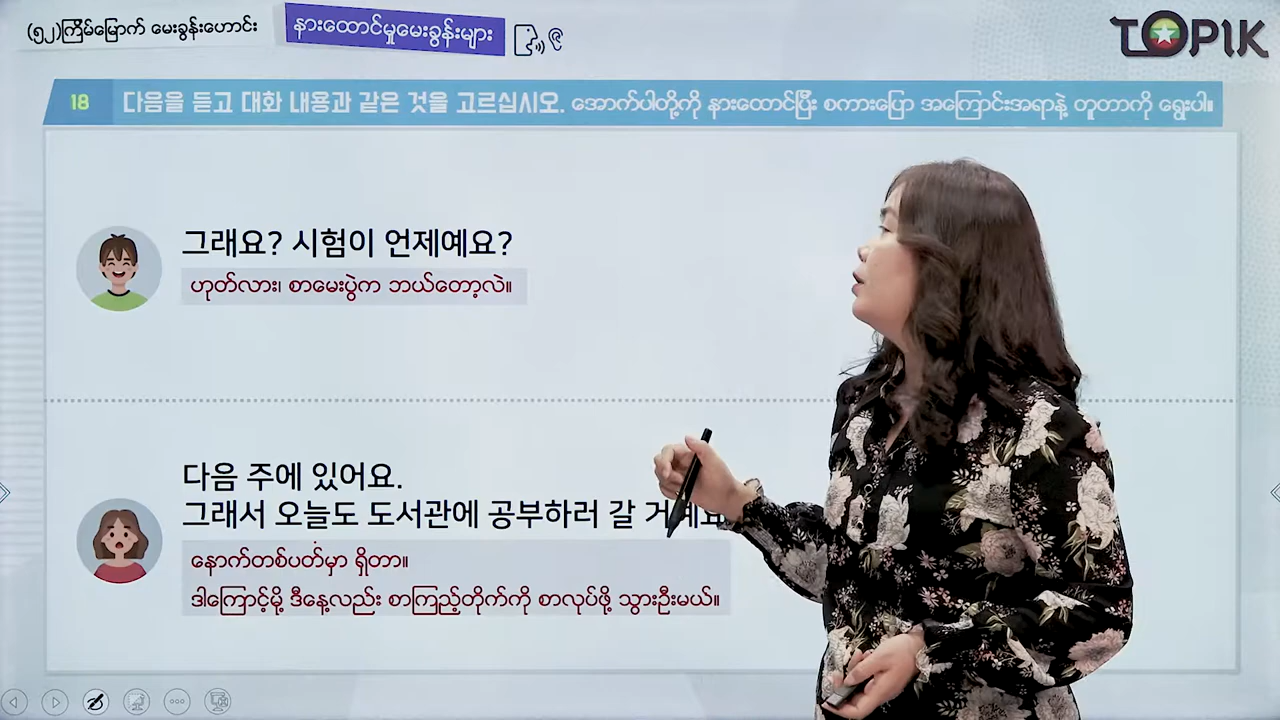 (၅၂)ကြိမ်မြောက် မေးခွန်းဟောင်း
နားထောင်မှုမေးခွန်းများ
၉
TOPIK
18 다음을 듣고 대화 내용과 같은 것을 고르십시오. အောက်ပါတို့ကို နားထောင်ပြီး စကားပြော အကြောင်းအရာနဲ့ တူတာကို ရွေးပါ။
그래요? 시험이 언제예요?
ဟုတ်လား၊ စာမေးပွဲက ဘယ်တော့လဲ။
다음 주에 있어요.
그래서 오늘도 도서관에 공부하러 갈 거예요
နောက်တစ်ပတ်မှာ ရှိတာ။
ဒါကြောင့်မို့ ဒီနေ့လည်း စာကြည့်တိုက်ကို စာလုပ်ဖို့ သွားဦးမယ်။